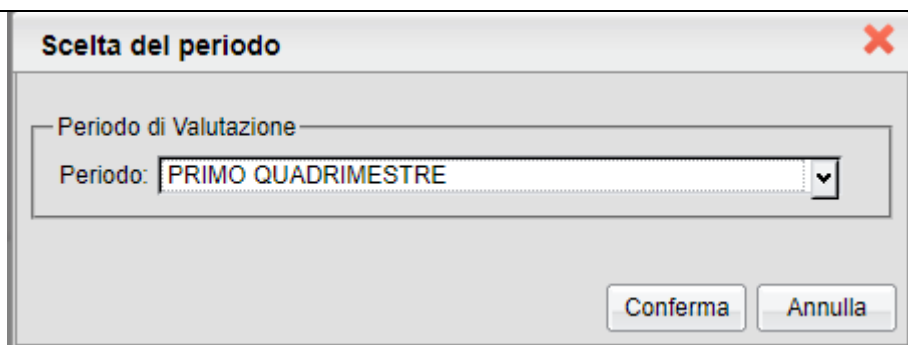 Scelta del periodo
Periodo di Valutazione
Periodo: PRIMO QUADRIMESTRE
Conferma Annulla